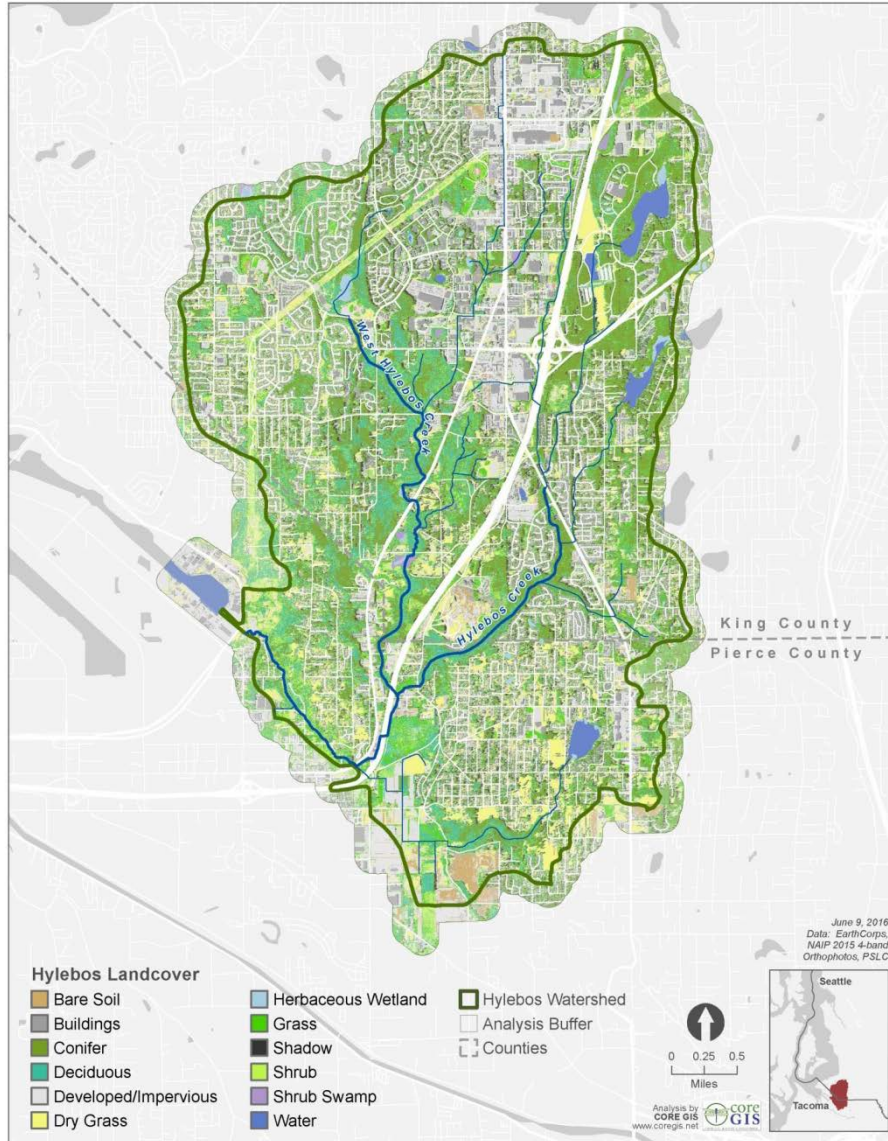 West Hylebos Creek
Hylebos Creek
King County
Pierce County
June 9, 2016
Data: EarthCorps,
NAIP 2015 4-band
Orthophotos, PSLC
Hylebos Landcover
Bare Soil
Buildings
Conifer
Deciduous
Developed/Impervious
Dry Grass
Herbaceous Wetland
Grass
Shadow
Shrub
Shrub Swamp
Water
Hylebos Watershed
Analysis Buffer
Counties
0 0.25 0.5
Miles
Analysis by
CORE GIS
www.coregis.net
core
GIS
Seattle
Tacoma